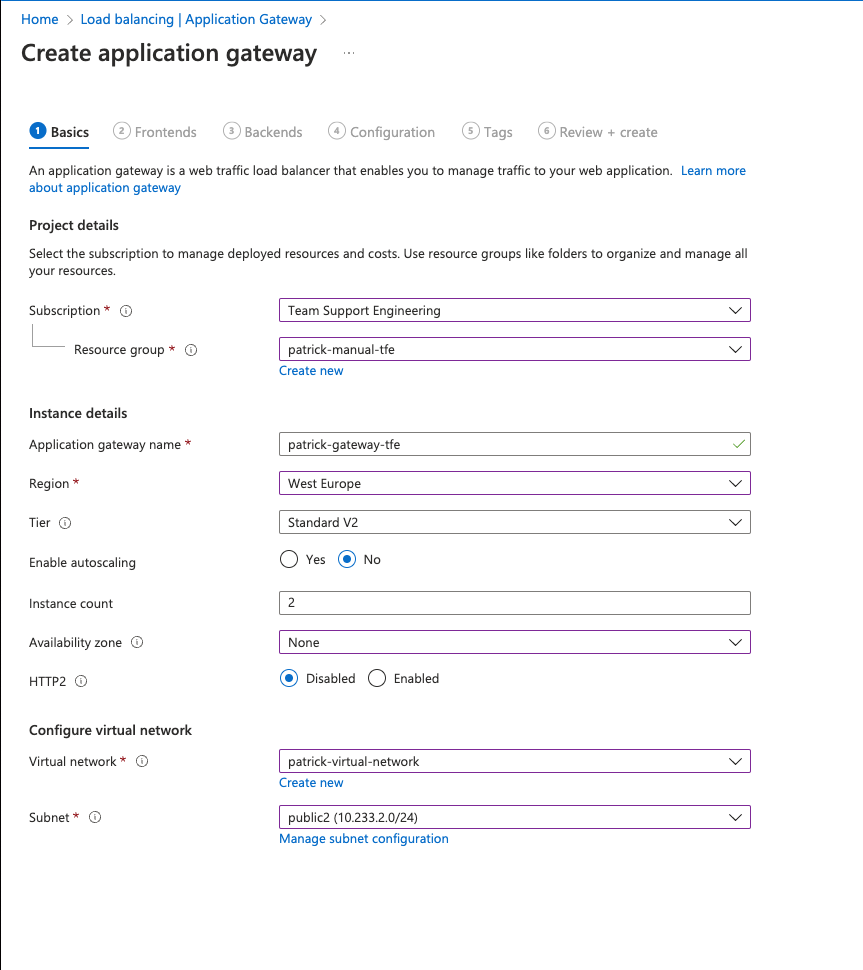 Home > Load balancing | Application Gateway >
Create application gateway ...
1 Basics 2 Frontends 3 Backends 4 Configuration 5 Tags 6 Review + create
An application gateway is a web traffic load balancer that enables you to manage traffic to your web application. Learn more
about application gateway
Project details
Select the subscription to manage deployed resources and costs. Use resource groups like folders to organize and manage all
your resources.
Subscription * Team Support Engineering
Resource group * patrick-manual-tfe
Create new
Instance details
Application gateway name * patrick-gateway-tfe
Region * West Europe
Tier Standard V2
Enable autoscaling Yes No
Instance count 2
Availability zone None
HTTP2 Disabled Enabled
Configure virtual network
Virtual network * patrick-virtual-network
Create new
Subnet * public2 (10.233.2.0/24)
Manage subnet configuration